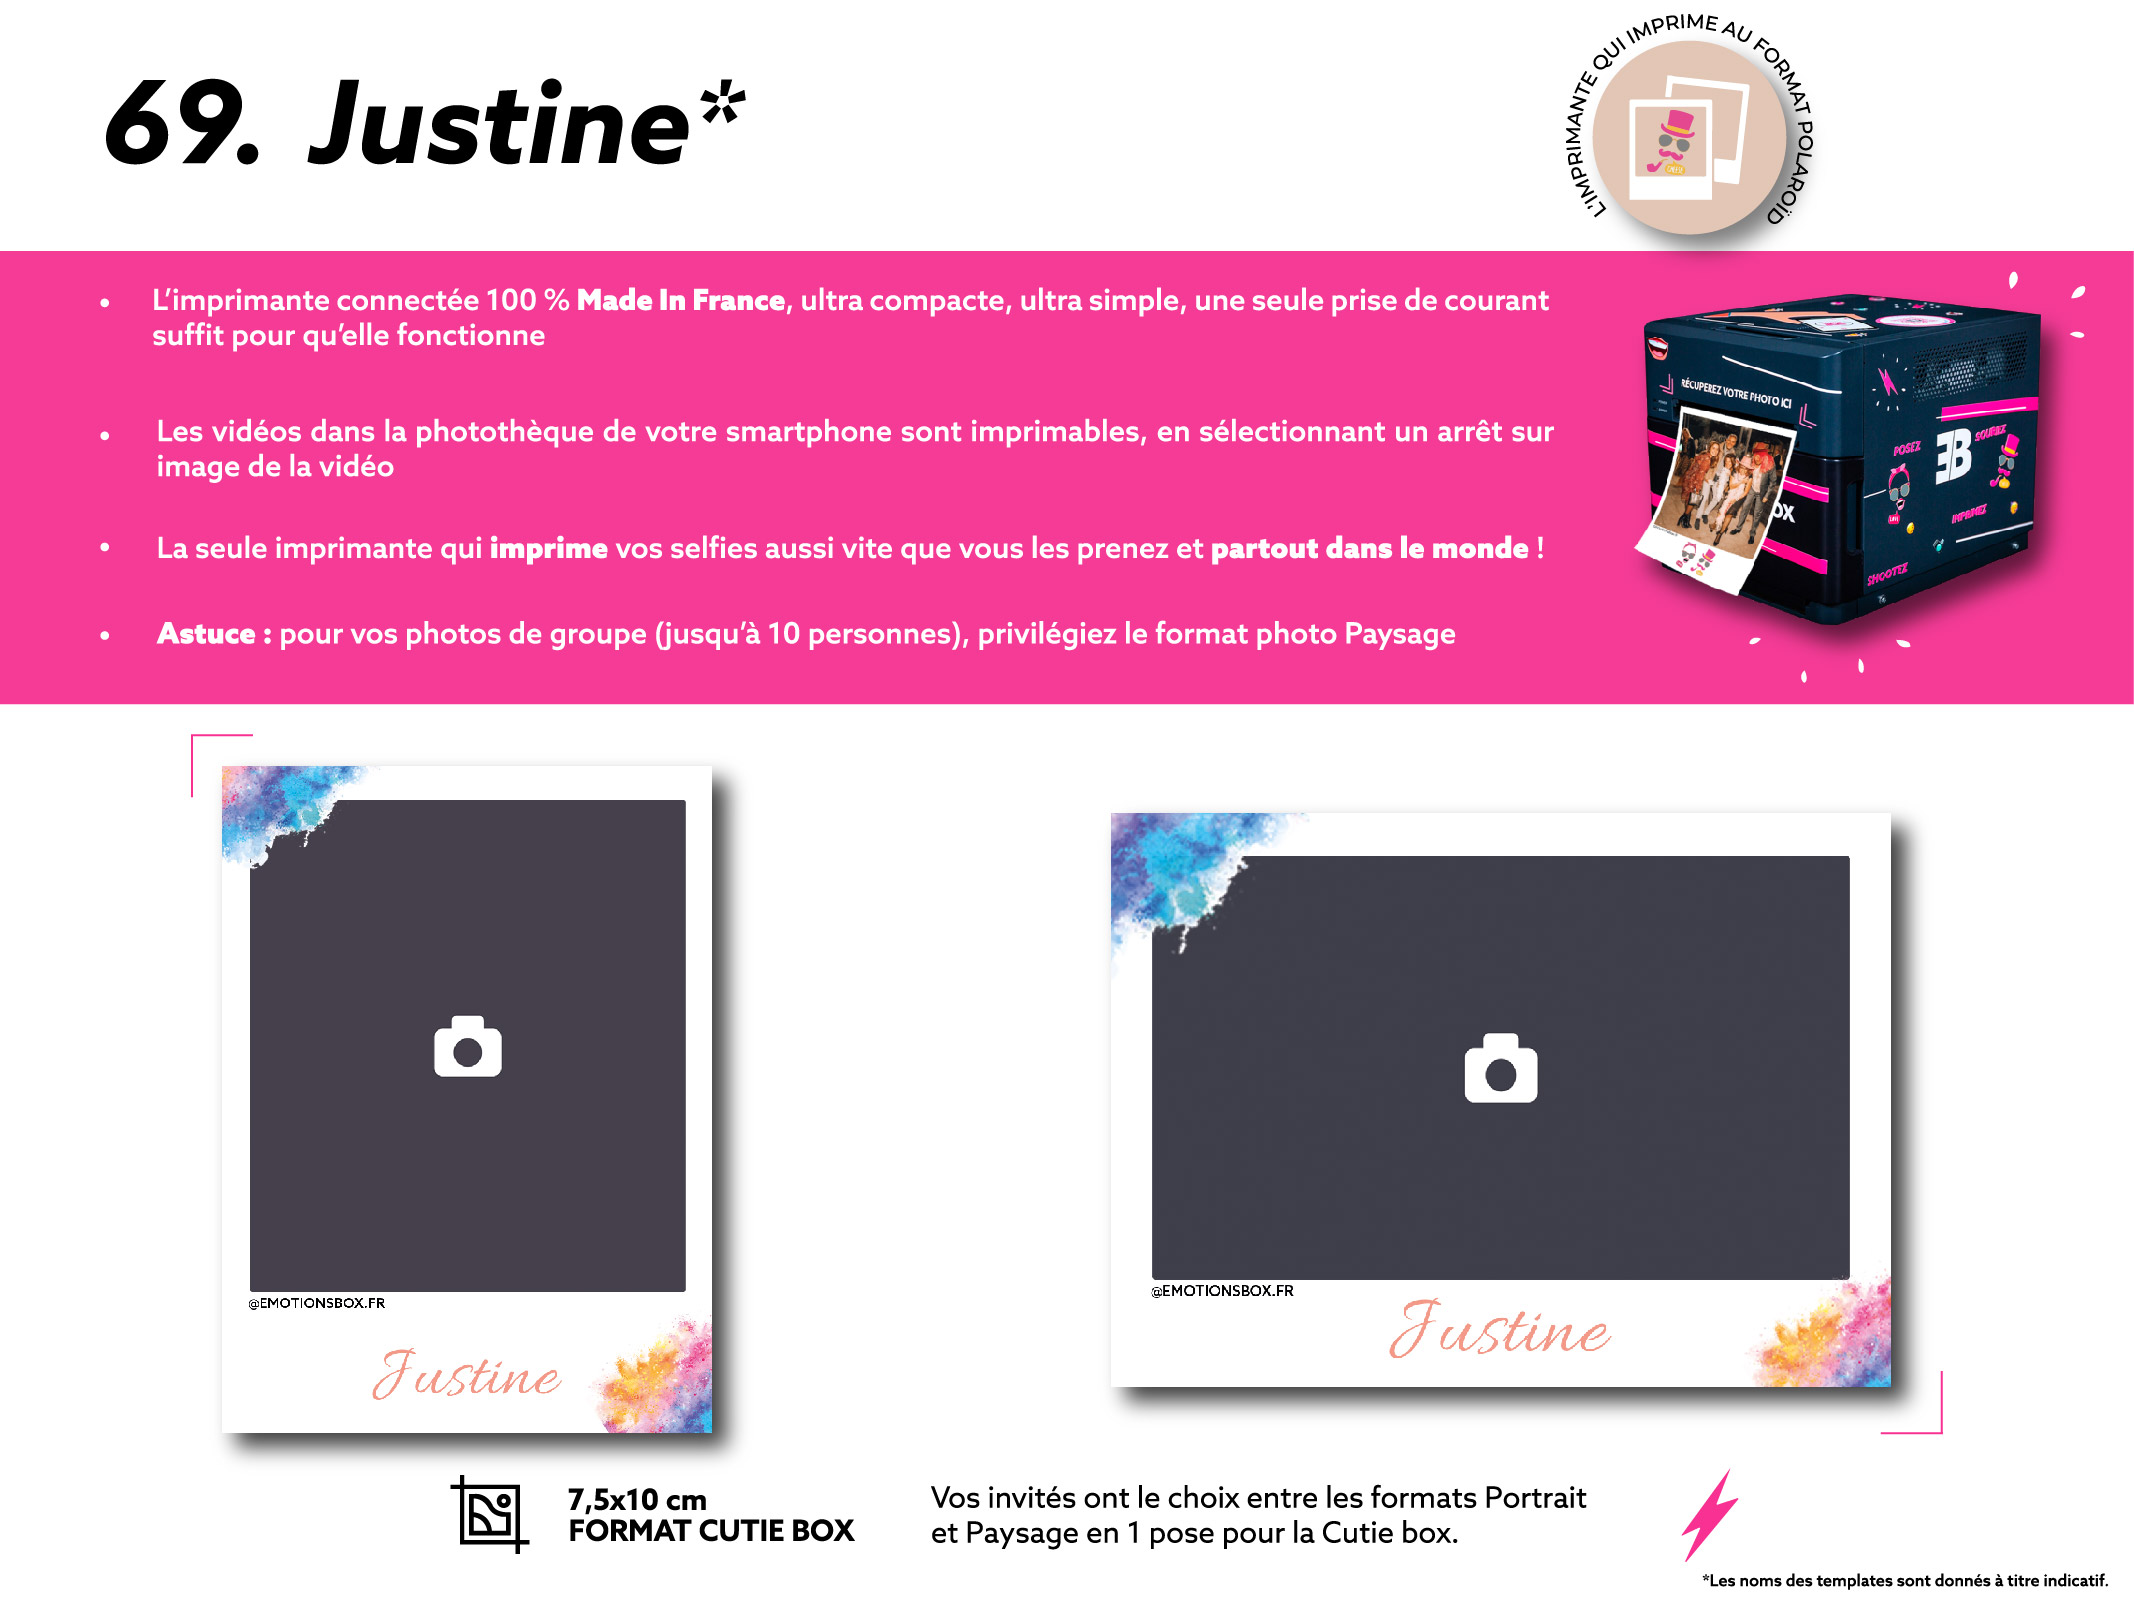 69. Justine*
L'IMPRIMANTE QUI IMPRIME AU FORMAT POLAROÏD
• L'imprimante connectée 100 % Made In France, ultra compacte, ultra simple, une seule prise de courant
suffit pour qu'elle fonctionne
• Les vidéos dans la photothèque de votre smartphone sont imprimables, en sélectionnant un arrêt sur
image de la vidéo
• La seule imprimante qui imprime vos selfies aussi vite que vous les prenez et partout dans le monde !
• Astuce : pour vos photos de groupe (jusqu'à 10 personnes), privilégiez le format photo Paysage
RÉCUPEREZ VOTRE PHOTO ICI
POSEZ
SOURIEZ
IMPRIMEZ
SHOOTEZ
EB
OX
@EMOTIONSBOX.FR
Justine
@EMOTIONSBOX.FR
Justine
7,5x10 cm
FORMAT CUTIE BOX
Vos invités ont le choix entre les formats Portrait
et Paysage en 1 pose pour la Cutie box.
*Les noms des templates sont donnés à titre indicatif.